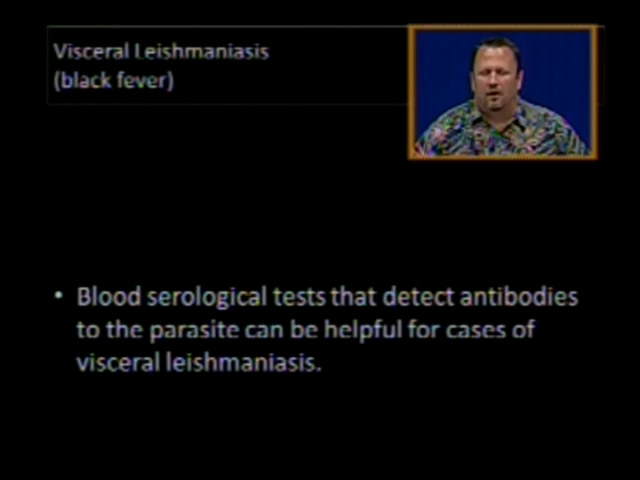 Visceral Leishmaniasis
(black fever)
• Blood serological tests that detect antibodies
to the parasite can be helpful for cases of
visceral leishmaniasis.